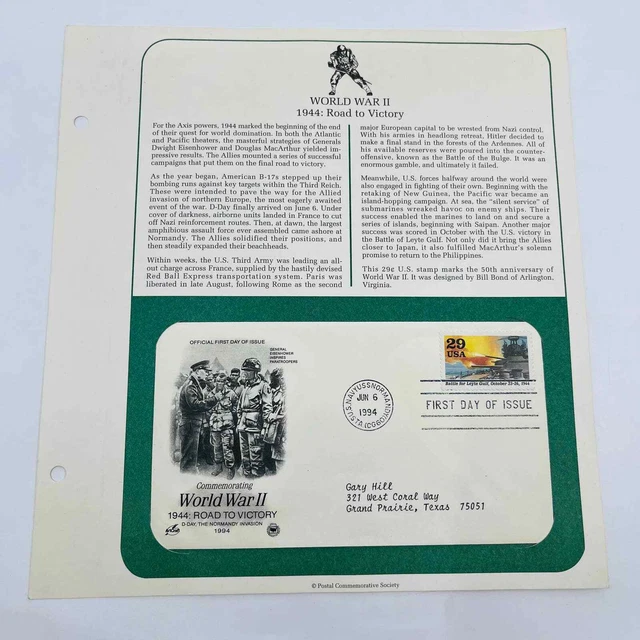 WORLD WAR II
1944: Road to Victory
For the Axis powers, 1944 marked the beginning of the end
of their quest for world domination. In both the Atlantic
and Pacific theaters, the masterful strategies of Generals
Dwight Eisenhower and Douglas MacArthur yielded im-
pressive results. The Allies mounted a series of successful
campaigns that put them on the final road to victory.
As the year began, American B-17s stepped up their
bombing runs against key targets within the Third Reich.
These were intended to pave the way for the Allied
invasion of northern Europe, the most eagerly awaited
event of the war. D-Day finally arrived on June 6. Under
cover of darkness, airborne units landed in France to cut
off Nazi reinforcement routes. Then, at dawn, the largest
amphibious assault force ever assembled came ashore at
Normandy. The Allies solidified their positions, and
then steadily expanded their beachheads.
Within weeks, the U.S. Third Army was leading an all-
out charge across France, supplied by the hastily devised
Red Ball Express transportation system. Paris was
liberated in late August, following Rome as the second
major European capital to be wrested from Nazi control.
With his armies in headlong retreat, Hitler decided to
make a final stand in the forests of the Ardennes. All of
his available reserves were poured into the counter-
offensive, known as the Battle of the Bulge. It was an
enormous gamble, and ultimately it failed.
Meanwhile, U.S. forces halfway around the world were
also engaged in fighting of their own. Beginning with the
retaking of New Guinea, the Pacific war became an
island-hopping campaign. At sea, the "silent service" of
submarines wreaked havoc on enemy ships. Their
success enabled the marines to land on and secure a
series of islands, beginning with Saipan. Another major
success was scored in October with the U.S. victory in
the Battle of Leyte Gulf. Not only did it bring the Allies
closer to Japan, it also fulfilled MacArthur's solemn
promise to return to the Philippines.
This 29¢ U.S. stamp marks the 50th anniversary of
World War II. It was designed by Bill Bond of Arlington,
Virginia.
OFFICIAL FIRST DAY OF ISSUE
GENERAL
EISENHOWER
INSPIRES
PARATROOPERS
29
USA
Battle for Leyte Gulf, October 23-26, 1944
U.S. NAVY USS NORMANDY
JUN 6
1994
USTA (CG60)
FIRST DAY OF ISSUE
Commemorating
World War II
1944: ROAD TO VICTORY
D-DAY, THE NORMANDY INVASION
1994
Gary Hill
321 West Coral Way
Grand Prairie, Texas 75051
© Postal Commemorative Society